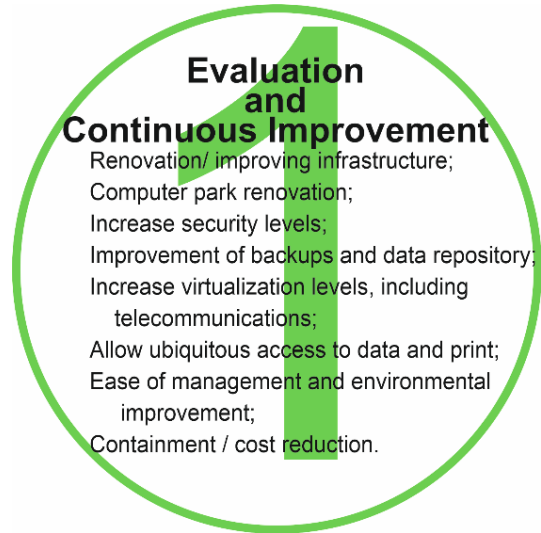 1
Evaluation
and
Continuous Improvement
Renovation/ improving infrastructure;
Computer park renovation;
Increase security levels;
Improvement of backups and data repository;
Increase virtualization levels, including
telecommunications;
Allow ubiquitous access to data and print;
Ease of management and environmental
improvement;
Containment / cost reduction.